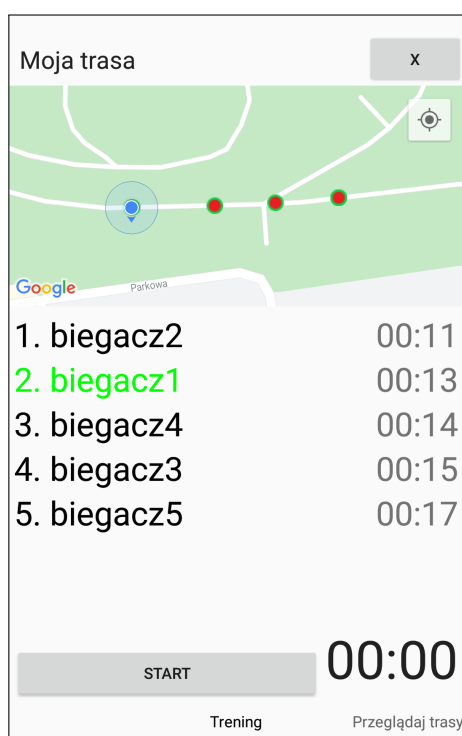 Moja trasa
X
Google
Parkowa
1. biegacz2 00:11
2. biegacz1 00:13
3. biegacz4 00:14
4. biegacz3 00:15
5. biegacz5 00:17
START 00:00
Trening Przeglądaj trasy